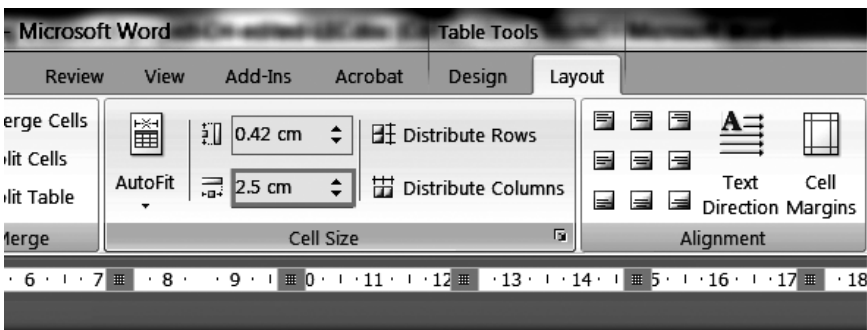 - Microsoft Word Table Tools
Review View Add-Ins Acrobat Design Layout
erge Cells
lit Cells
lit Table
Merge
AutoFit
0.42 cm
2.5 cm
Distribute Rows
Distribute Columns
Cell Size
Text Direction
Cell Margins
Alignment
6 7 8 9 0 11 12 13 14 5 16 17 18